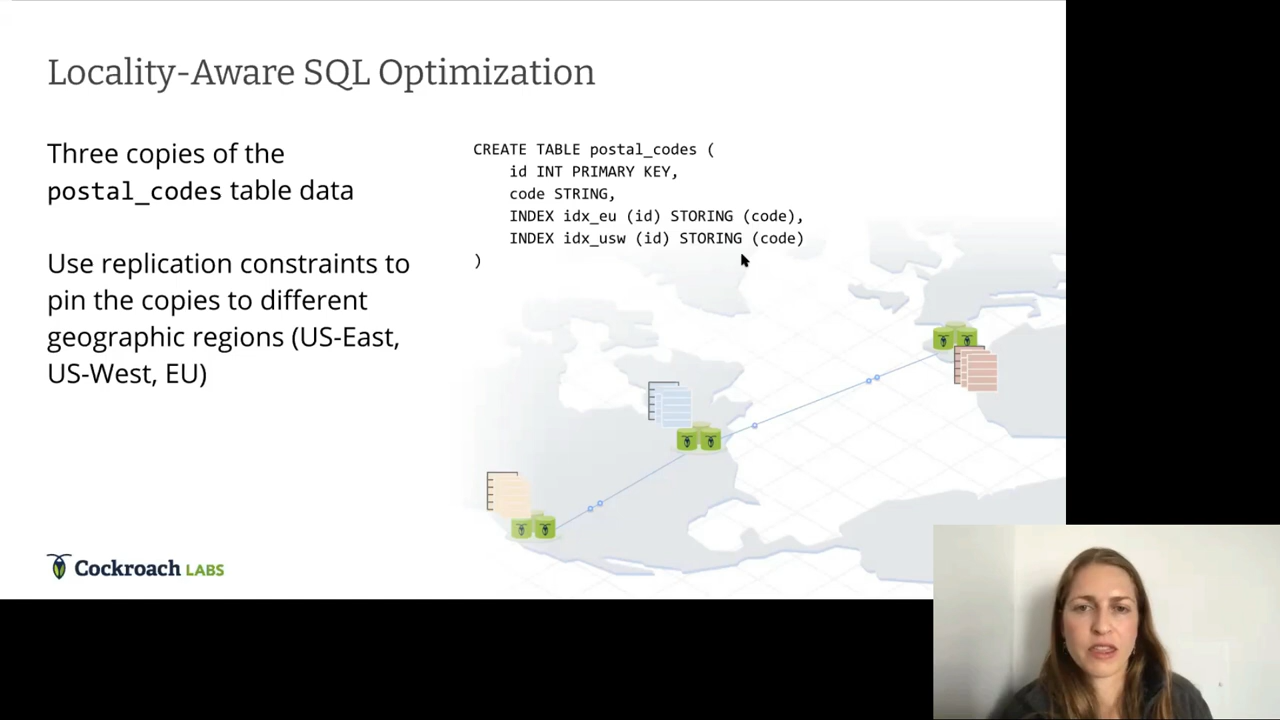 Locality-Aware SQL Optimization
Three copies of the
postal_codes table data
Use replication constraints to
pin the copies to different
geographic regions (US-East,
US-West, EU)
CREATE TABLE postal_codes (
id INT PRIMARY KEY,
code STRING,
INDEX idx_eu (id) STORING (code),
INDEX idx_usw (id) STORING (code)
)
Cockroach LABS